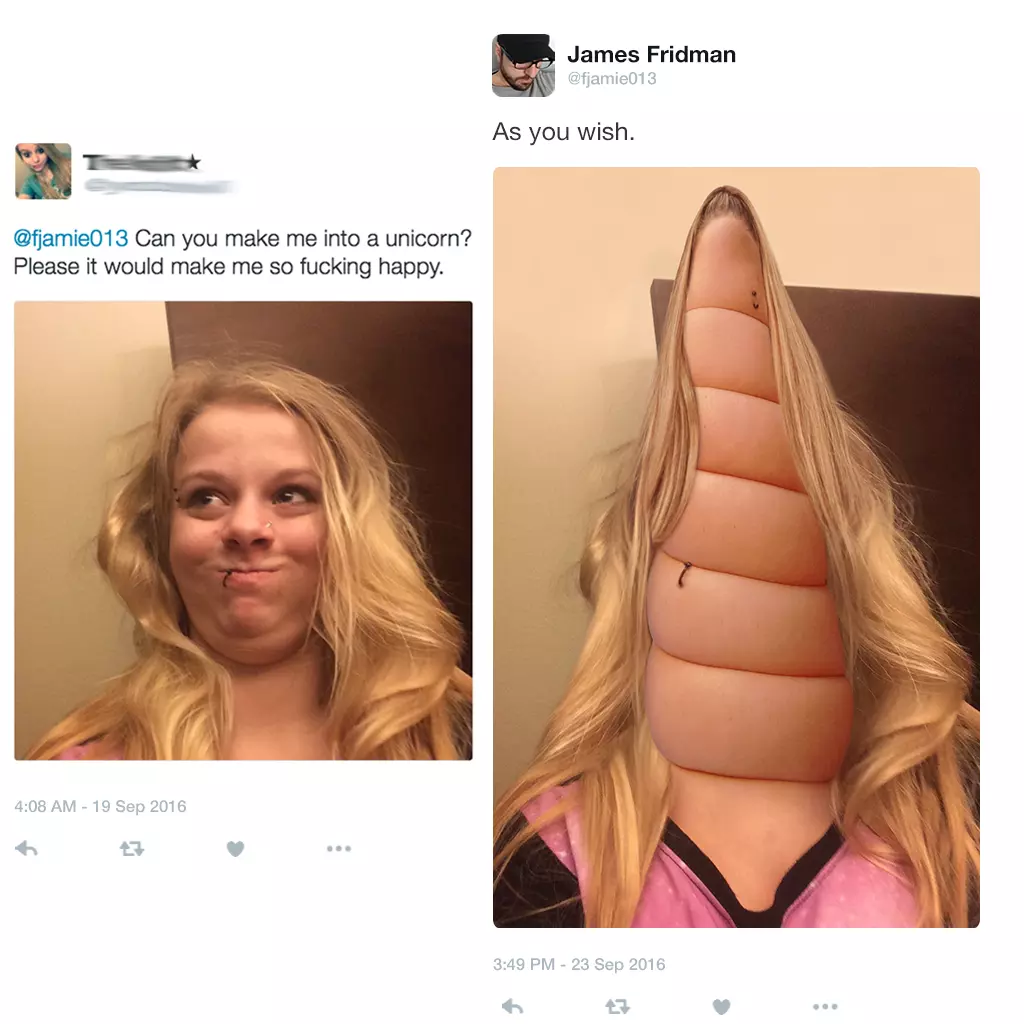 @fjamie013 Can you make me into a unicorn?
Please it would make me so fucking happy.
4:08 AM - 19 Sep 2016
James Fridman
@fjamie013
As you wish.
3:49 PM - 23 Sep 2016